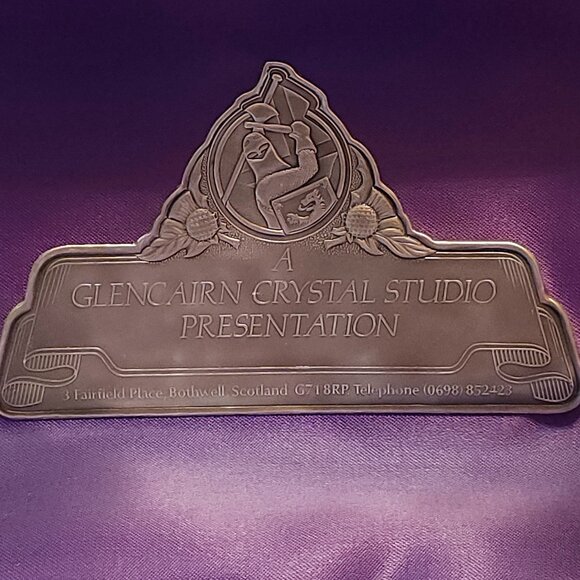 A
GLENCAIRN CRYSTAL STUDIO
PRESENTATION
3 Fairfield Place, Bothwell, Scotland G71 8RP. Telephone (0698) 852423